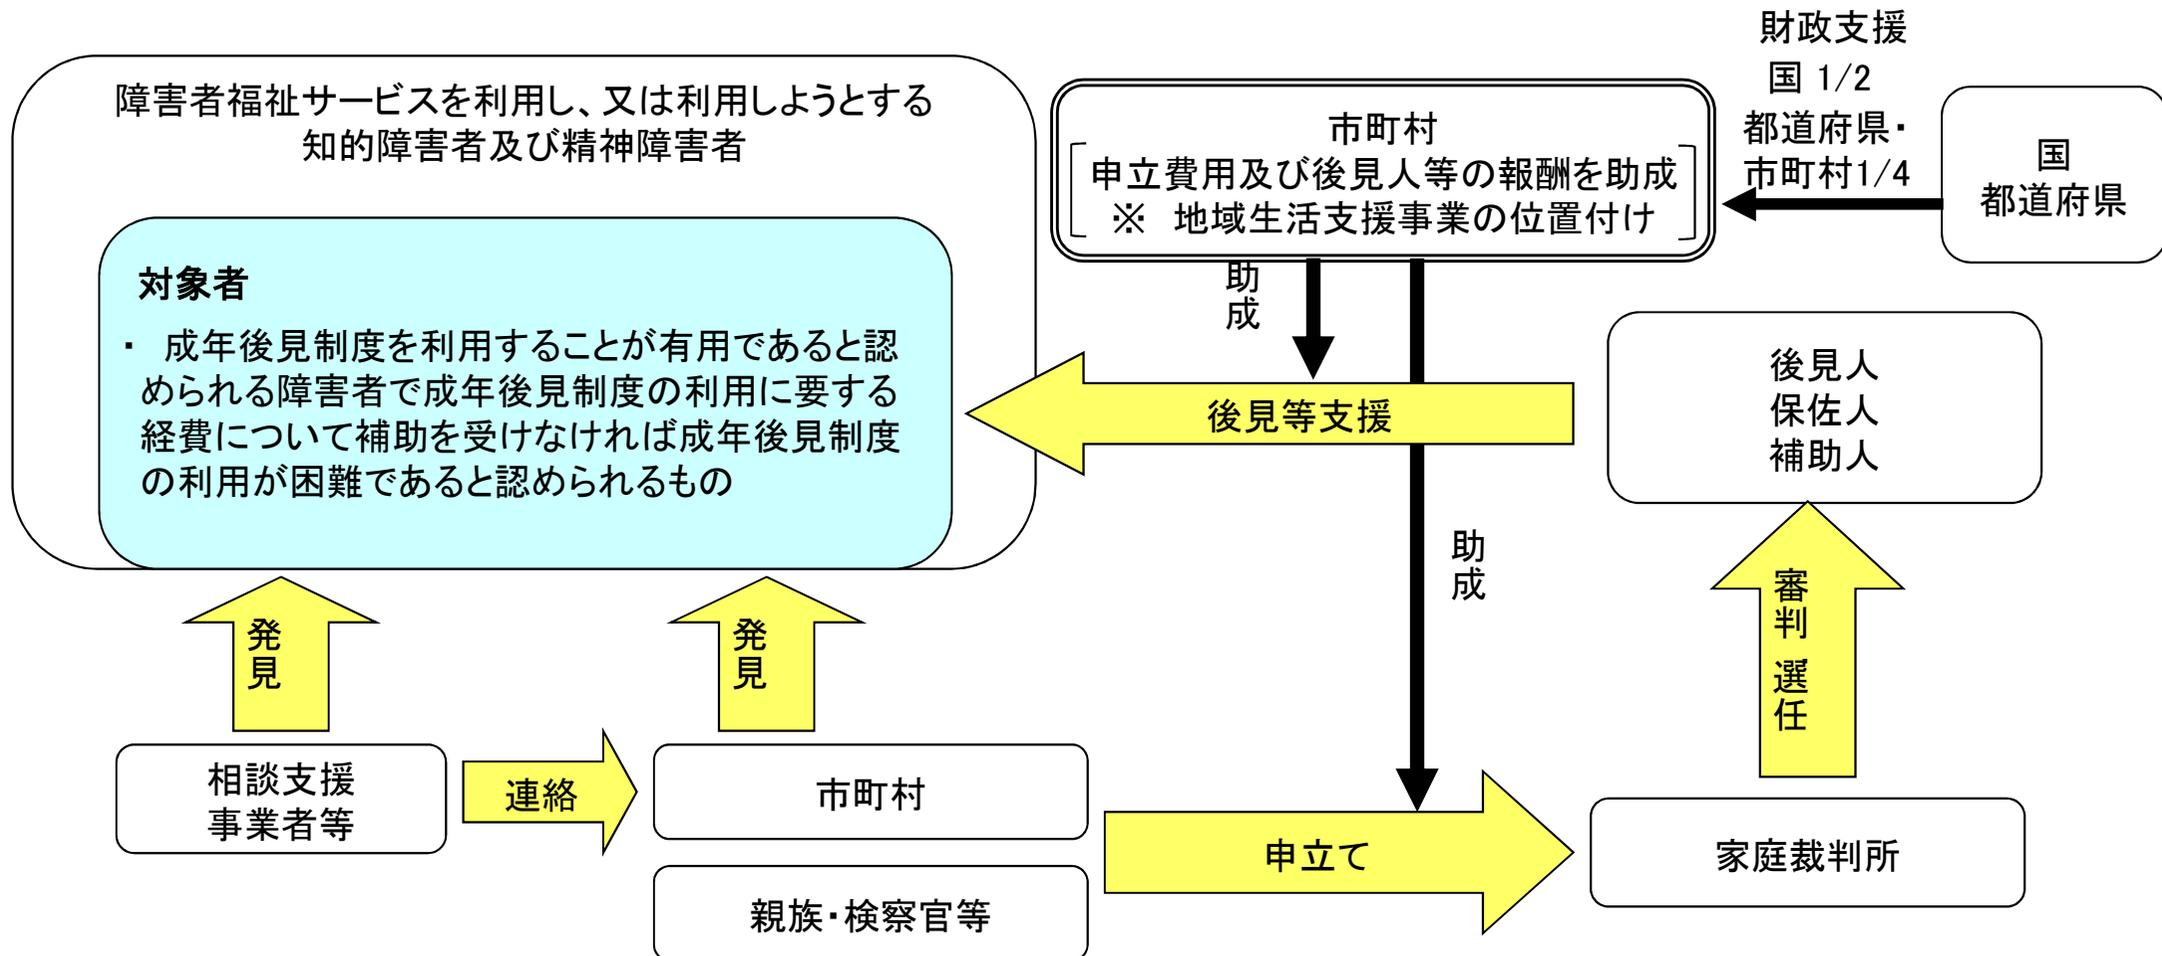 障害者福祉サービスを利用し、又は利用しようとする
知的障害者及び精神障害者
対象者
・ 成年後見制度を利用することが有用であると認
められる障害者で成年後見制度の利用に要する
経費について補助を受けなければ成年後見制度
の利用が困難であると認められるもの
市町村
申立費用及び後見人等の報酬を助成
※ 地域生活支援事業の位置付け
財政支援
国 1/2
都道府県・
市町村1/4
国
都道府県
助成
後見等支援
後見人
保佐人
補助人
助成
審判 選任
発見
発見
相談支援
事業者等
連絡
市町村
親族・検察官等
申立て
家庭裁判所